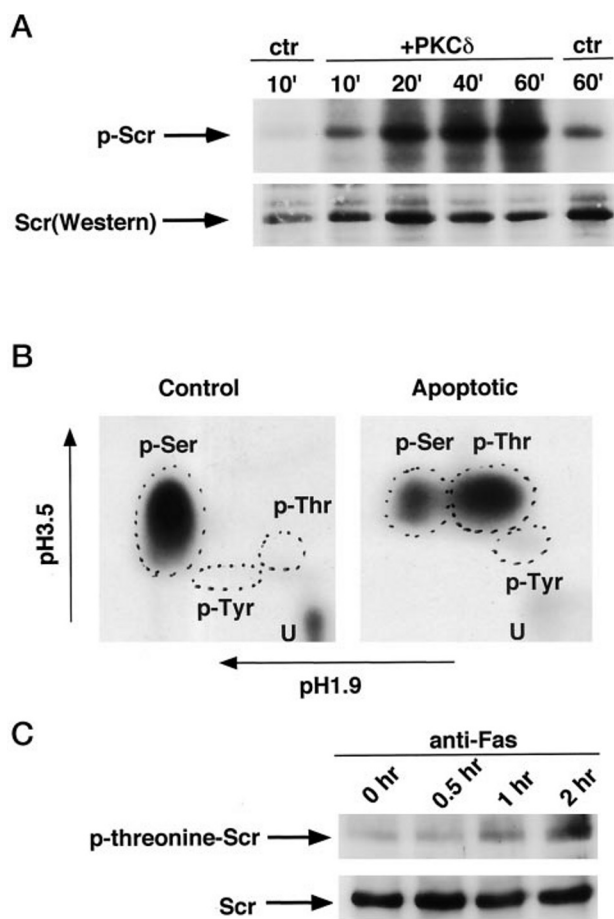 A
ctr +PKCδ ctr
10' 10' 20' 40' 60' 60'
p-Scr
Scr(Western)
B
Control Apoptotic
p-Ser p-Ser p-Thr
p-Thr
pH3.5
p-Tyr p-Tyr
U U
pH1.9
C
anti-Fas
0 hr 0.5 hr 1 hr 2 hr
p-threonine-Scr
Scr